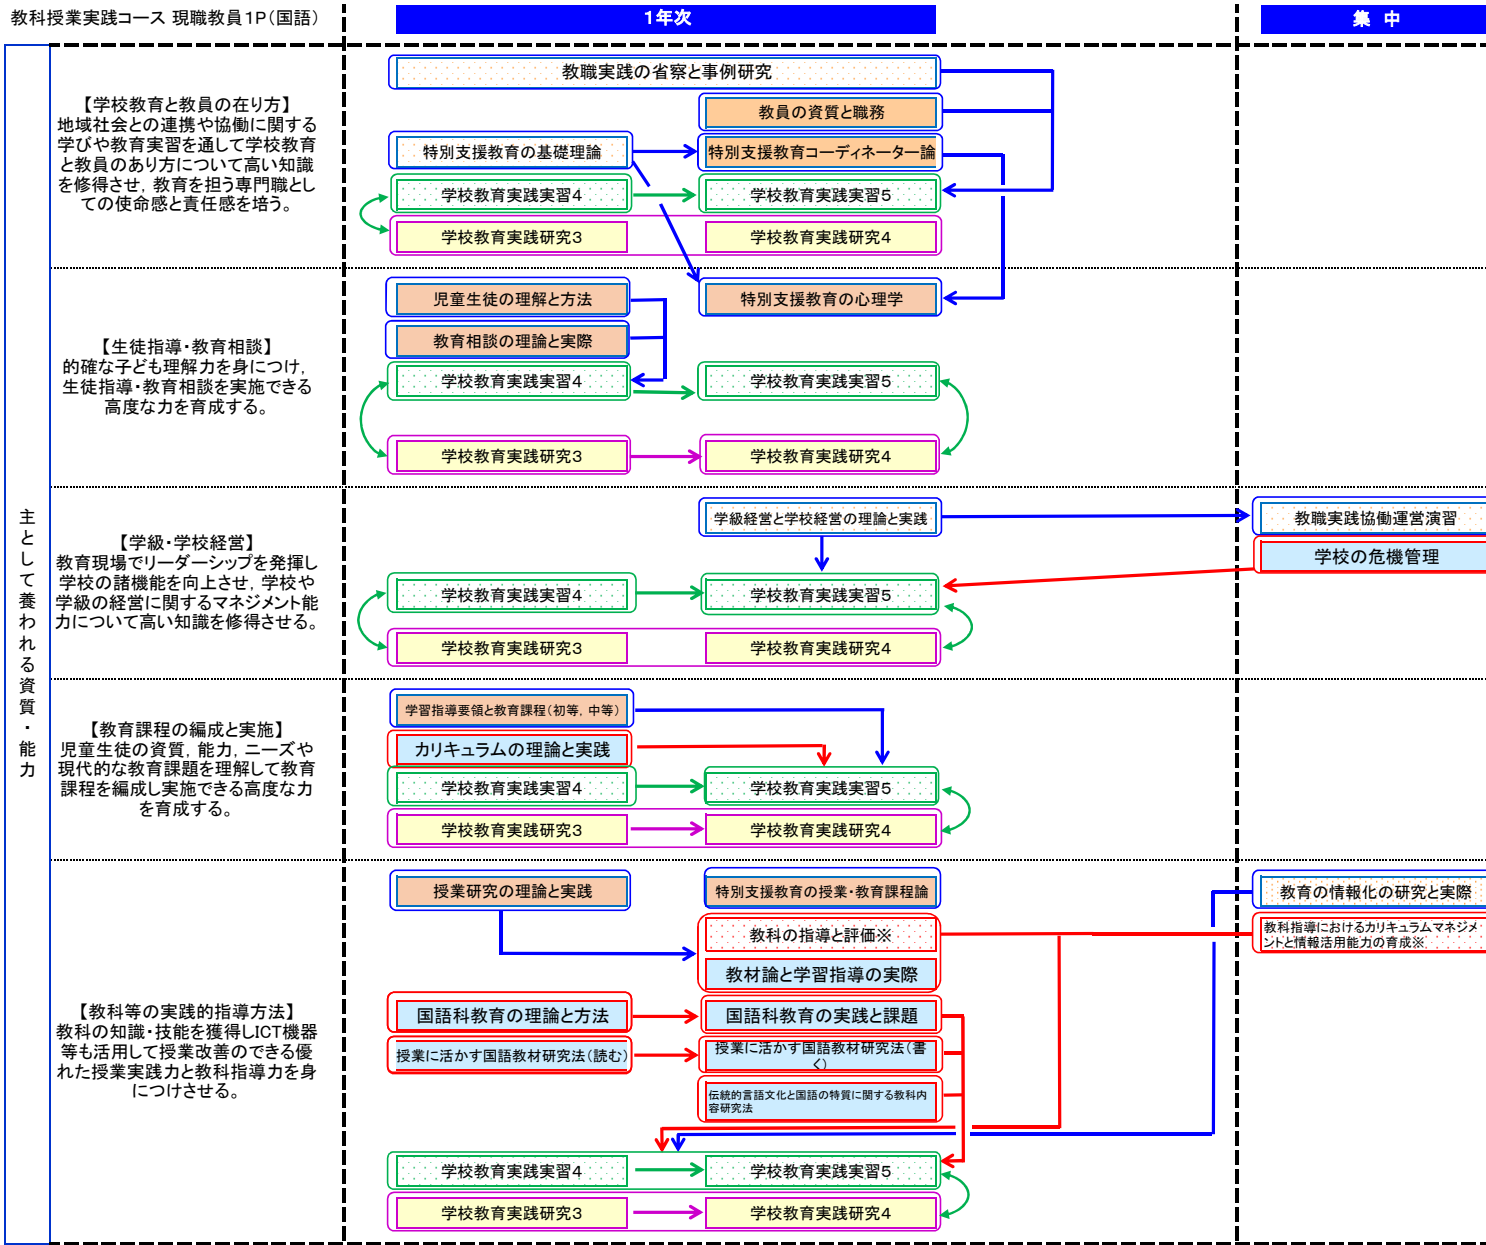 教科授業実践コース 現職教員1P(国語)
1年次
集 中
主として養われる資質・能力
【学校教育と教員の在り方】
地域社会との連携や協働に関する
学びや教育実習を通して学校教育
と教員のあり方について高い知識
を修得させ，教育を担う専門職とし
ての使命感と責任感を培う。
教職実践の省察と事例研究
教員の資質と職務
特別支援教育の基礎理論
特別支援教育コーディネーター論
学校教育実践実習4
学校教育実践実習5
学校教育実践研究3
学校教育実践研究4
【生徒指導・教育相談】
的確な子ども理解力を身につけ，
生徒指導・教育相談を実施できる
高度な力を育成する。
児童生徒の理解と方法
特別支援教育の心理学
教育相談の理論と実際
学校教育実践実習4
学校教育実践実習5
学校教育実践研究3
学校教育実践研究4
【学級・学校経営】
教育現場でリーダーシップを発揮し
学校の諸機能を向上させ，学校や
学級の経営に関するマネジメント能
力について高い知識を修得させる。
学級経営と学校経営の理論と実践
教職実践協働運営演習
学校の危機管理
学校教育実践実習4
学校教育実践実習5
学校教育実践研究3
学校教育実践研究4
【教育課程の編成と実施】
児童生徒の資質，能力，ニーズや
現代的な教育課題を理解して教育
課程を編成し実施できる高度な力
を育成する。
学習指導要領と教育課程(初等，中等)
カリキュラムの理論と実践
学校教育実践実習4
学校教育実践実習5
学校教育実践研究3
学校教育実践研究4
【教科等の実践的指導方法】
教科の知識・技能を獲得しICT機器
等も活用して授業改善のできる優
れた授業実践力と教科指導力を身
につけさせる。
授業研究の理論と実践
特別支援教育の授業・教育課程論
教育の情報化の研究と実際
教科の指導と評価※
教科指導におけるカリキュラムマネジメ
ントと情報活用能力の育成※
教材論と学習指導の実際
国語科教育の理論と方法
国語科教育の実践と課題
授業に活かす国語教材研究法(読む)
授業に活かす国語教材研究法(書
く)
伝統的言語文化と国語の特質に関する教科内
容研究法
学校教育実践実習4
学校教育実践実習5
学校教育実践研究3
学校教育実践研究4